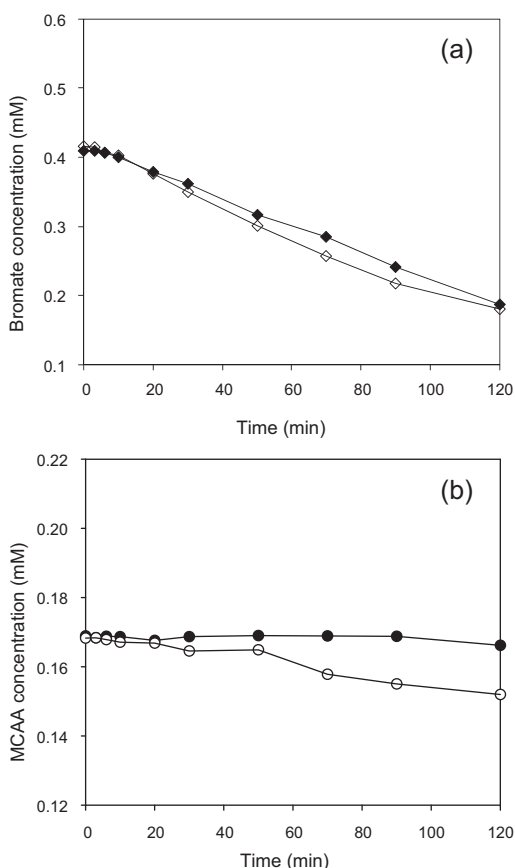 (a)
Bromate concentration (mM)
0.6
0.5
0.4
0.3
0.2
0.1
0 20 40 60 80 100 120
Time (min)
(b)
MCAA concentration (mM)
0.22
0.20
0.18
0.16
0.14
0.12
0 20 40 60 80 100 120
Time (min)